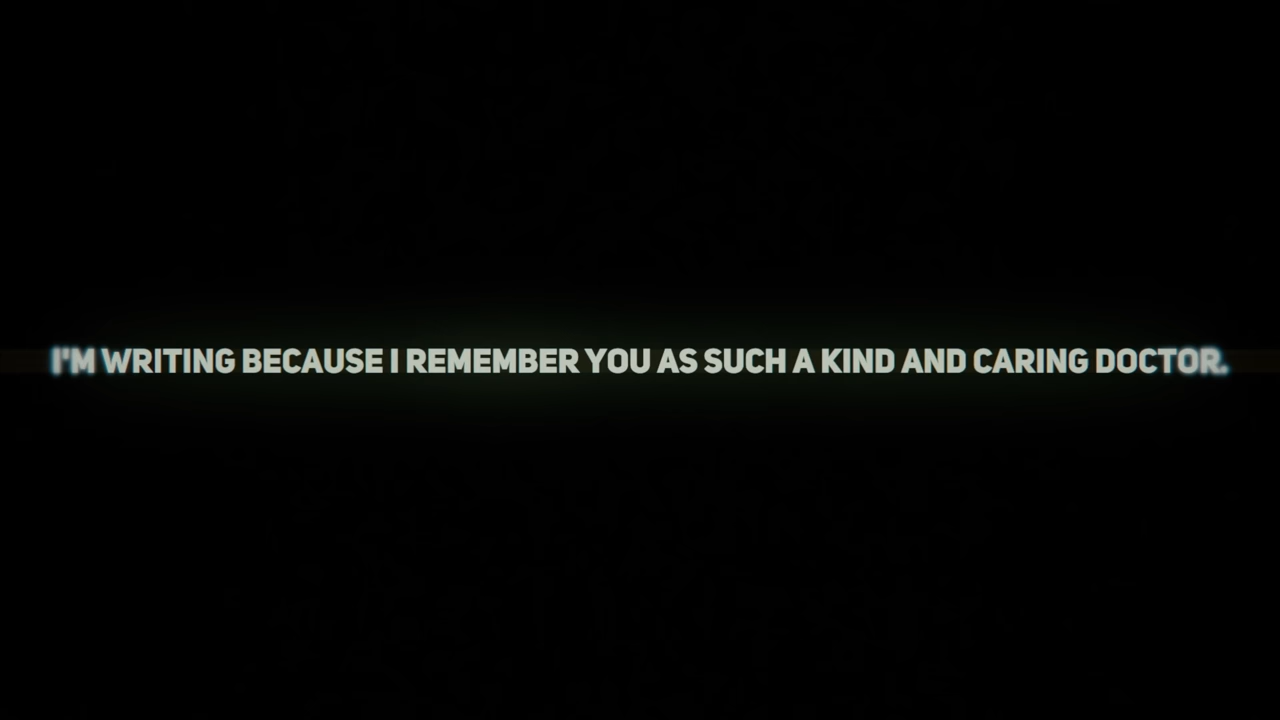 I'M WRITING BECAUSE I REMEMBER YOU AS SUCH A KIND AND CARING DOCTOR.